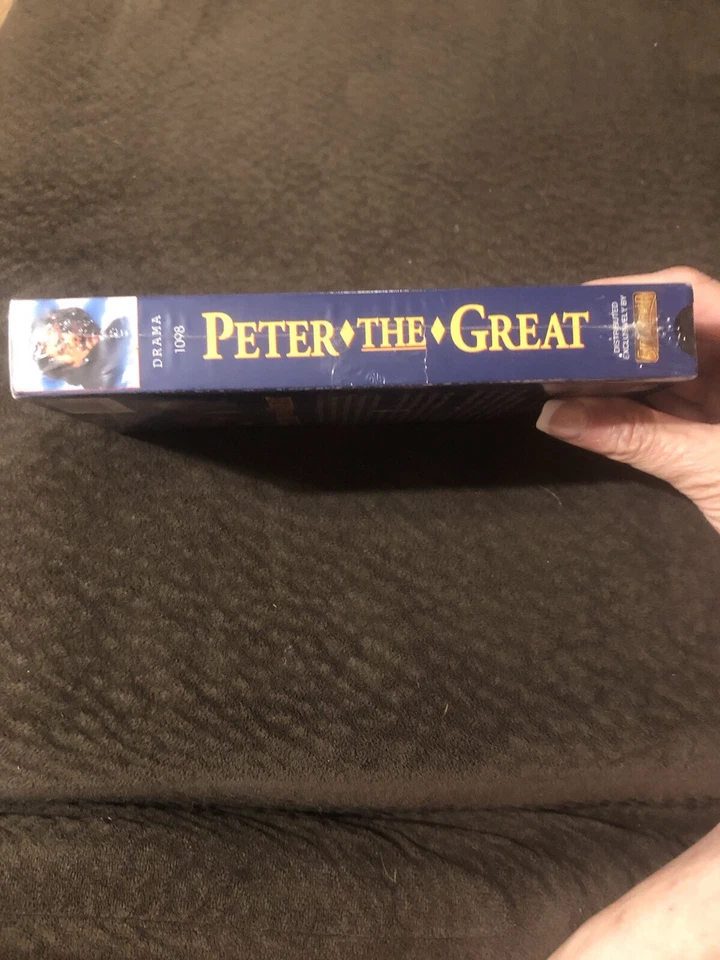 DRAMA
1098
PETER♦THE♦GREAT
DISTRIBUTED
EXCLUSIVELY BY